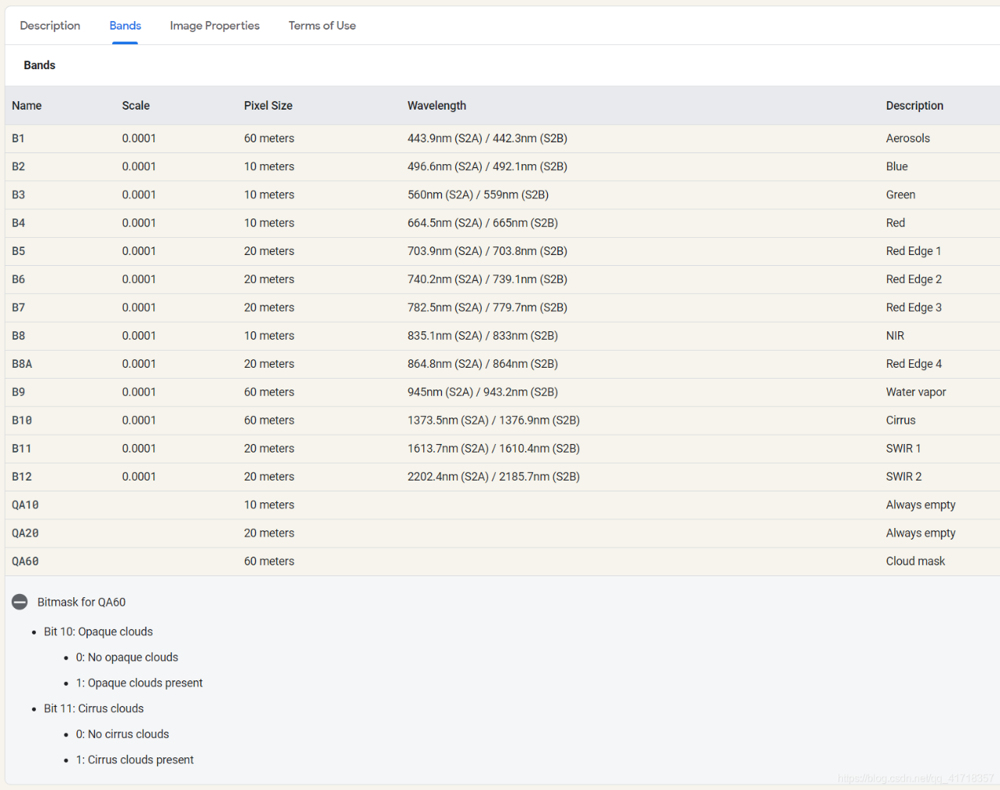 Description Bands Image Properties Terms of Use
Bands
Name Scale Pixel Size Wavelength Description
B1 0.0001 60 meters 443.9nm (S2A) / 442.3nm (S2B) Aerosols
B2 0.0001 10 meters 496.6nm (S2A) / 492.1nm (S2B) Blue
B3 0.0001 10 meters 560nm (S2A) / 559nm (S2B) Green
B4 0.0001 10 meters 664.5nm (S2A) / 665nm (S2B) Red
B5 0.0001 20 meters 703.9nm (S2A) / 703.8nm (S2B) Red Edge 1
B6 0.0001 20 meters 740.2nm (S2A) / 739.1nm (S2B) Red Edge 2
B7 0.0001 20 meters 782.5nm (S2A) / 779.7nm (S2B) Red Edge 3
B8 0.0001 10 meters 835.1nm (S2A) / 833nm (S2B) NIR
B8A 0.0001 20 meters 864.8nm (S2A) / 864nm (S2B) Red Edge 4
B9 0.0001 60 meters 945nm (S2A) / 943.2nm (S2B) Water vapor
B10 0.0001 60 meters 1373.5nm (S2A) / 1376.9nm (S2B) Cirrus
B11 0.0001 20 meters 1613.7nm (S2A) / 1610.4nm (S2B) SWIR 1
B12 0.0001 20 meters 2202.4nm (S2A) / 2185.7nm (S2B) SWIR 2
QA10 10 meters Always empty
QA20 20 meters Always empty
QA60 60 meters Cloud mask
Bitmask for QA60
• Bit 10: Opaque clouds
• 0: No opaque clouds
• 1: Opaque clouds present
• Bit 11: Cirrus clouds
• 0: No cirrus clouds
• 1: Cirrus clouds present
https://blog.csdn.net/qq_41718357